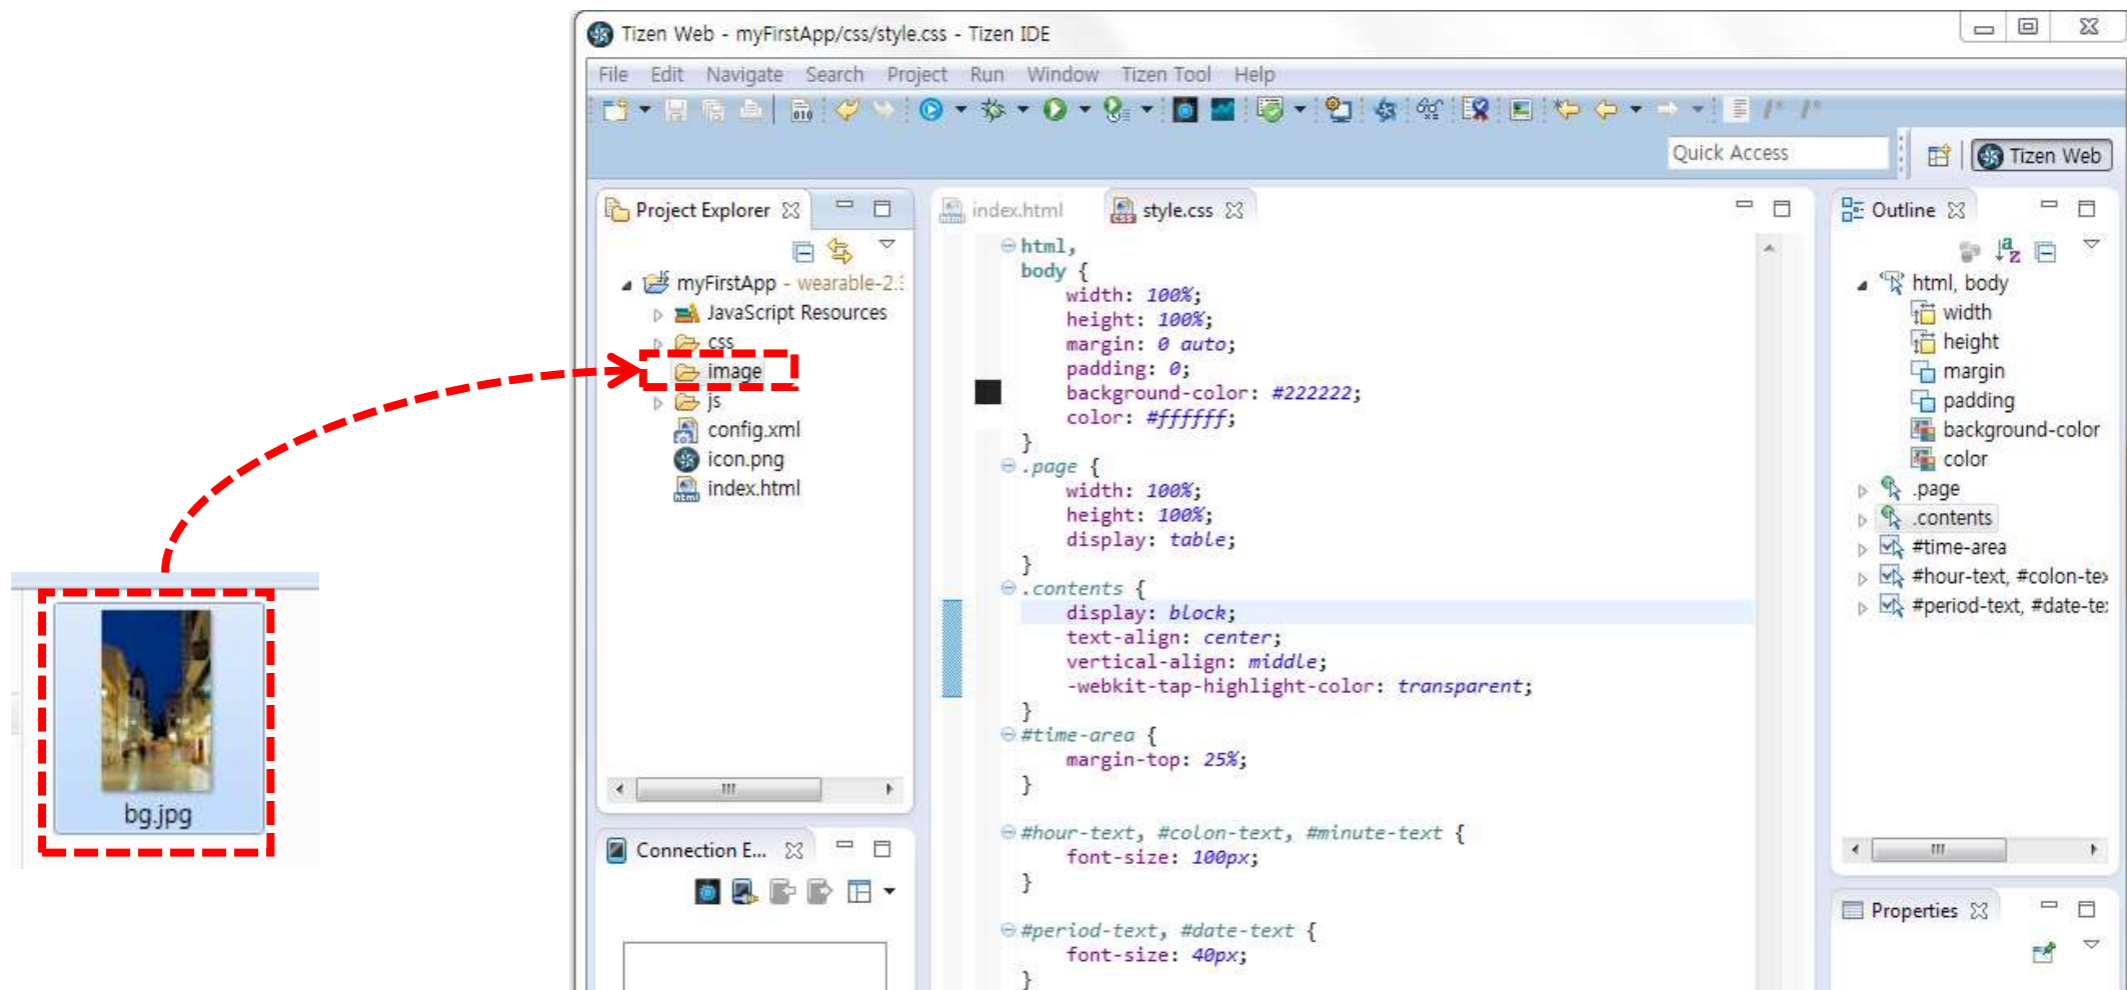 Tizen Web - myFirstApp/css/style.css - Tizen IDE
File Edit Navigate Search Project Run Window Tizen Tool Help
Quick Access
Tizen Web
Project Explorer
myFirstApp - wearable-2.
JavaScript Resources
css
image
js
config.xml
icon.png
index.html
bg.jpg
Connection E...
index.html
style.css
html,
body {
width: 100%;
height: 100%;
margin: 0 auto;
padding: 0;
background-color: #222222;
color: #ffffff;
}
.page {
width: 100%;
height: 100%;
display: table;
}
.contents {
display: block;
text-align: center;
vertical-align: middle;
-webkit-tap-highlight-color: transparent;
}
#time-area {
margin-top: 25%;
}
#hour-text, #colon-text, #minute-text {
font-size: 100px;
}
#period-text, #date-text {
font-size: 40px;
}
Outline
html, body
width
height
margin
padding
background-color
color
.page
.contents
#time-area
#hour-text, #colon-tex
#period-text, #date-te
Properties